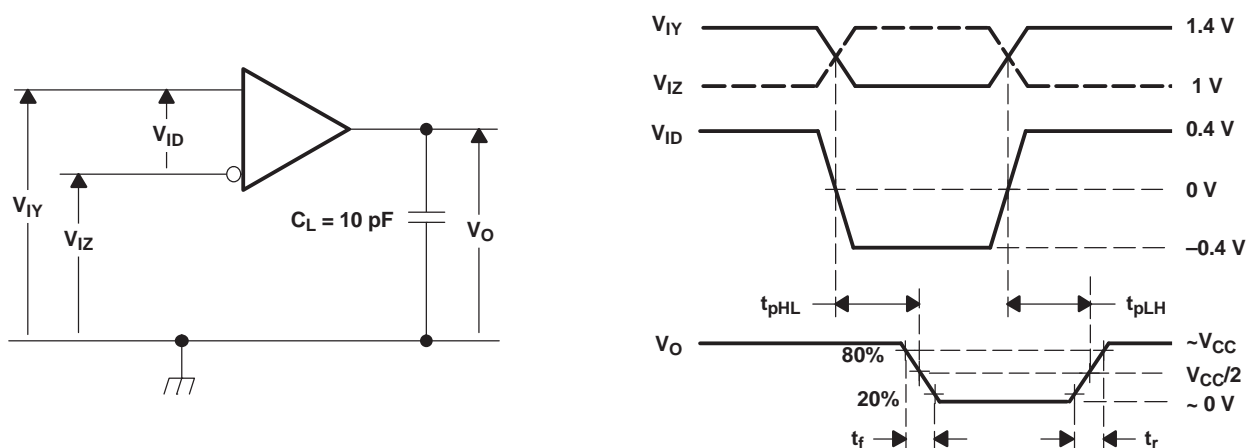 V_ID
V_IY
V_IZ
C_L = 10 pF
V_O
V_IY
1.4 V
V_IZ
1 V
V_ID
0.4 V
0 V
–0.4 V
t_pHL
t_pLH
V_O
~V_CC
80%
V_CC/2
20%
~ 0 V
t_f
t_r